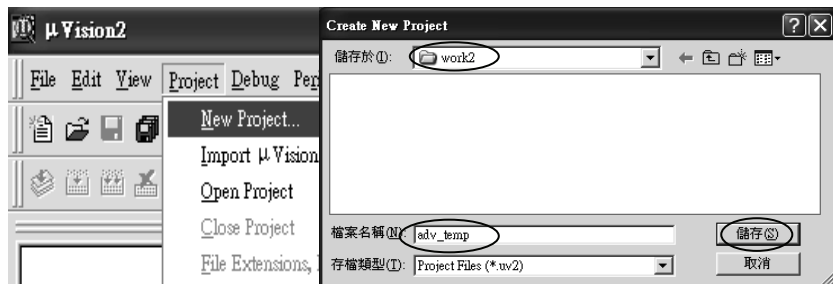 μVision2
File Edit View Project Debug Per
New Project...
Import μVision
Open Project
Close Project
File Extensions,
Create New Project
儲存於(I): work2
檔案名稱(N): adv_temp
儲存(S)
存檔類型(T): Project Files (*.uv2)
取消